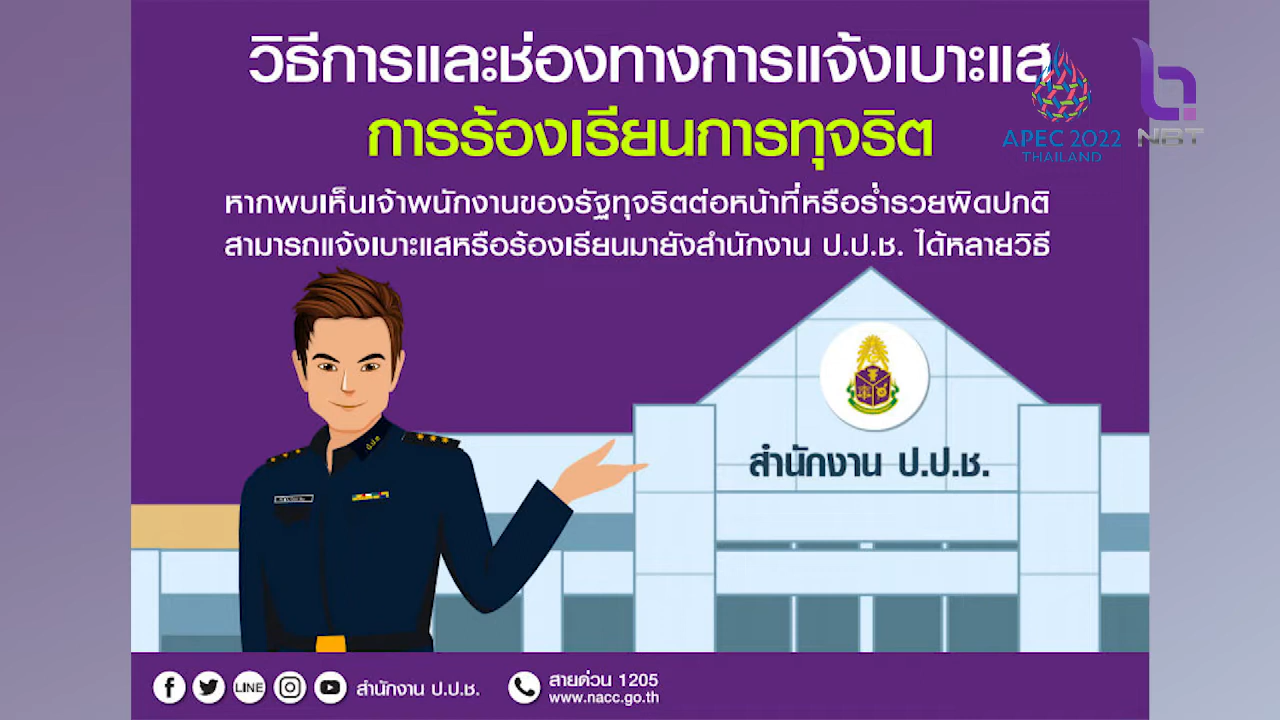 วิธีการและช่องทางการแจ้งเบาะแส
การร้องเรียนการทุจริต
APEC 2022
THAILAND
NBT
หากพบเห็นเจ้าพนักงานของรัฐทุจริตต่อหน้าที่หรือร่ำรวยผิดปกติ
สามารถแจ้งเบาะแสหรือร้องเรียนมายังสำนักงาน ป.ป.ช. ได้หลายวิธี
สำนักงาน ป.ป.ช.
LINE
สำนักงาน ป.ป.ช.
สายด่วน 1205
www.nacc.go.th